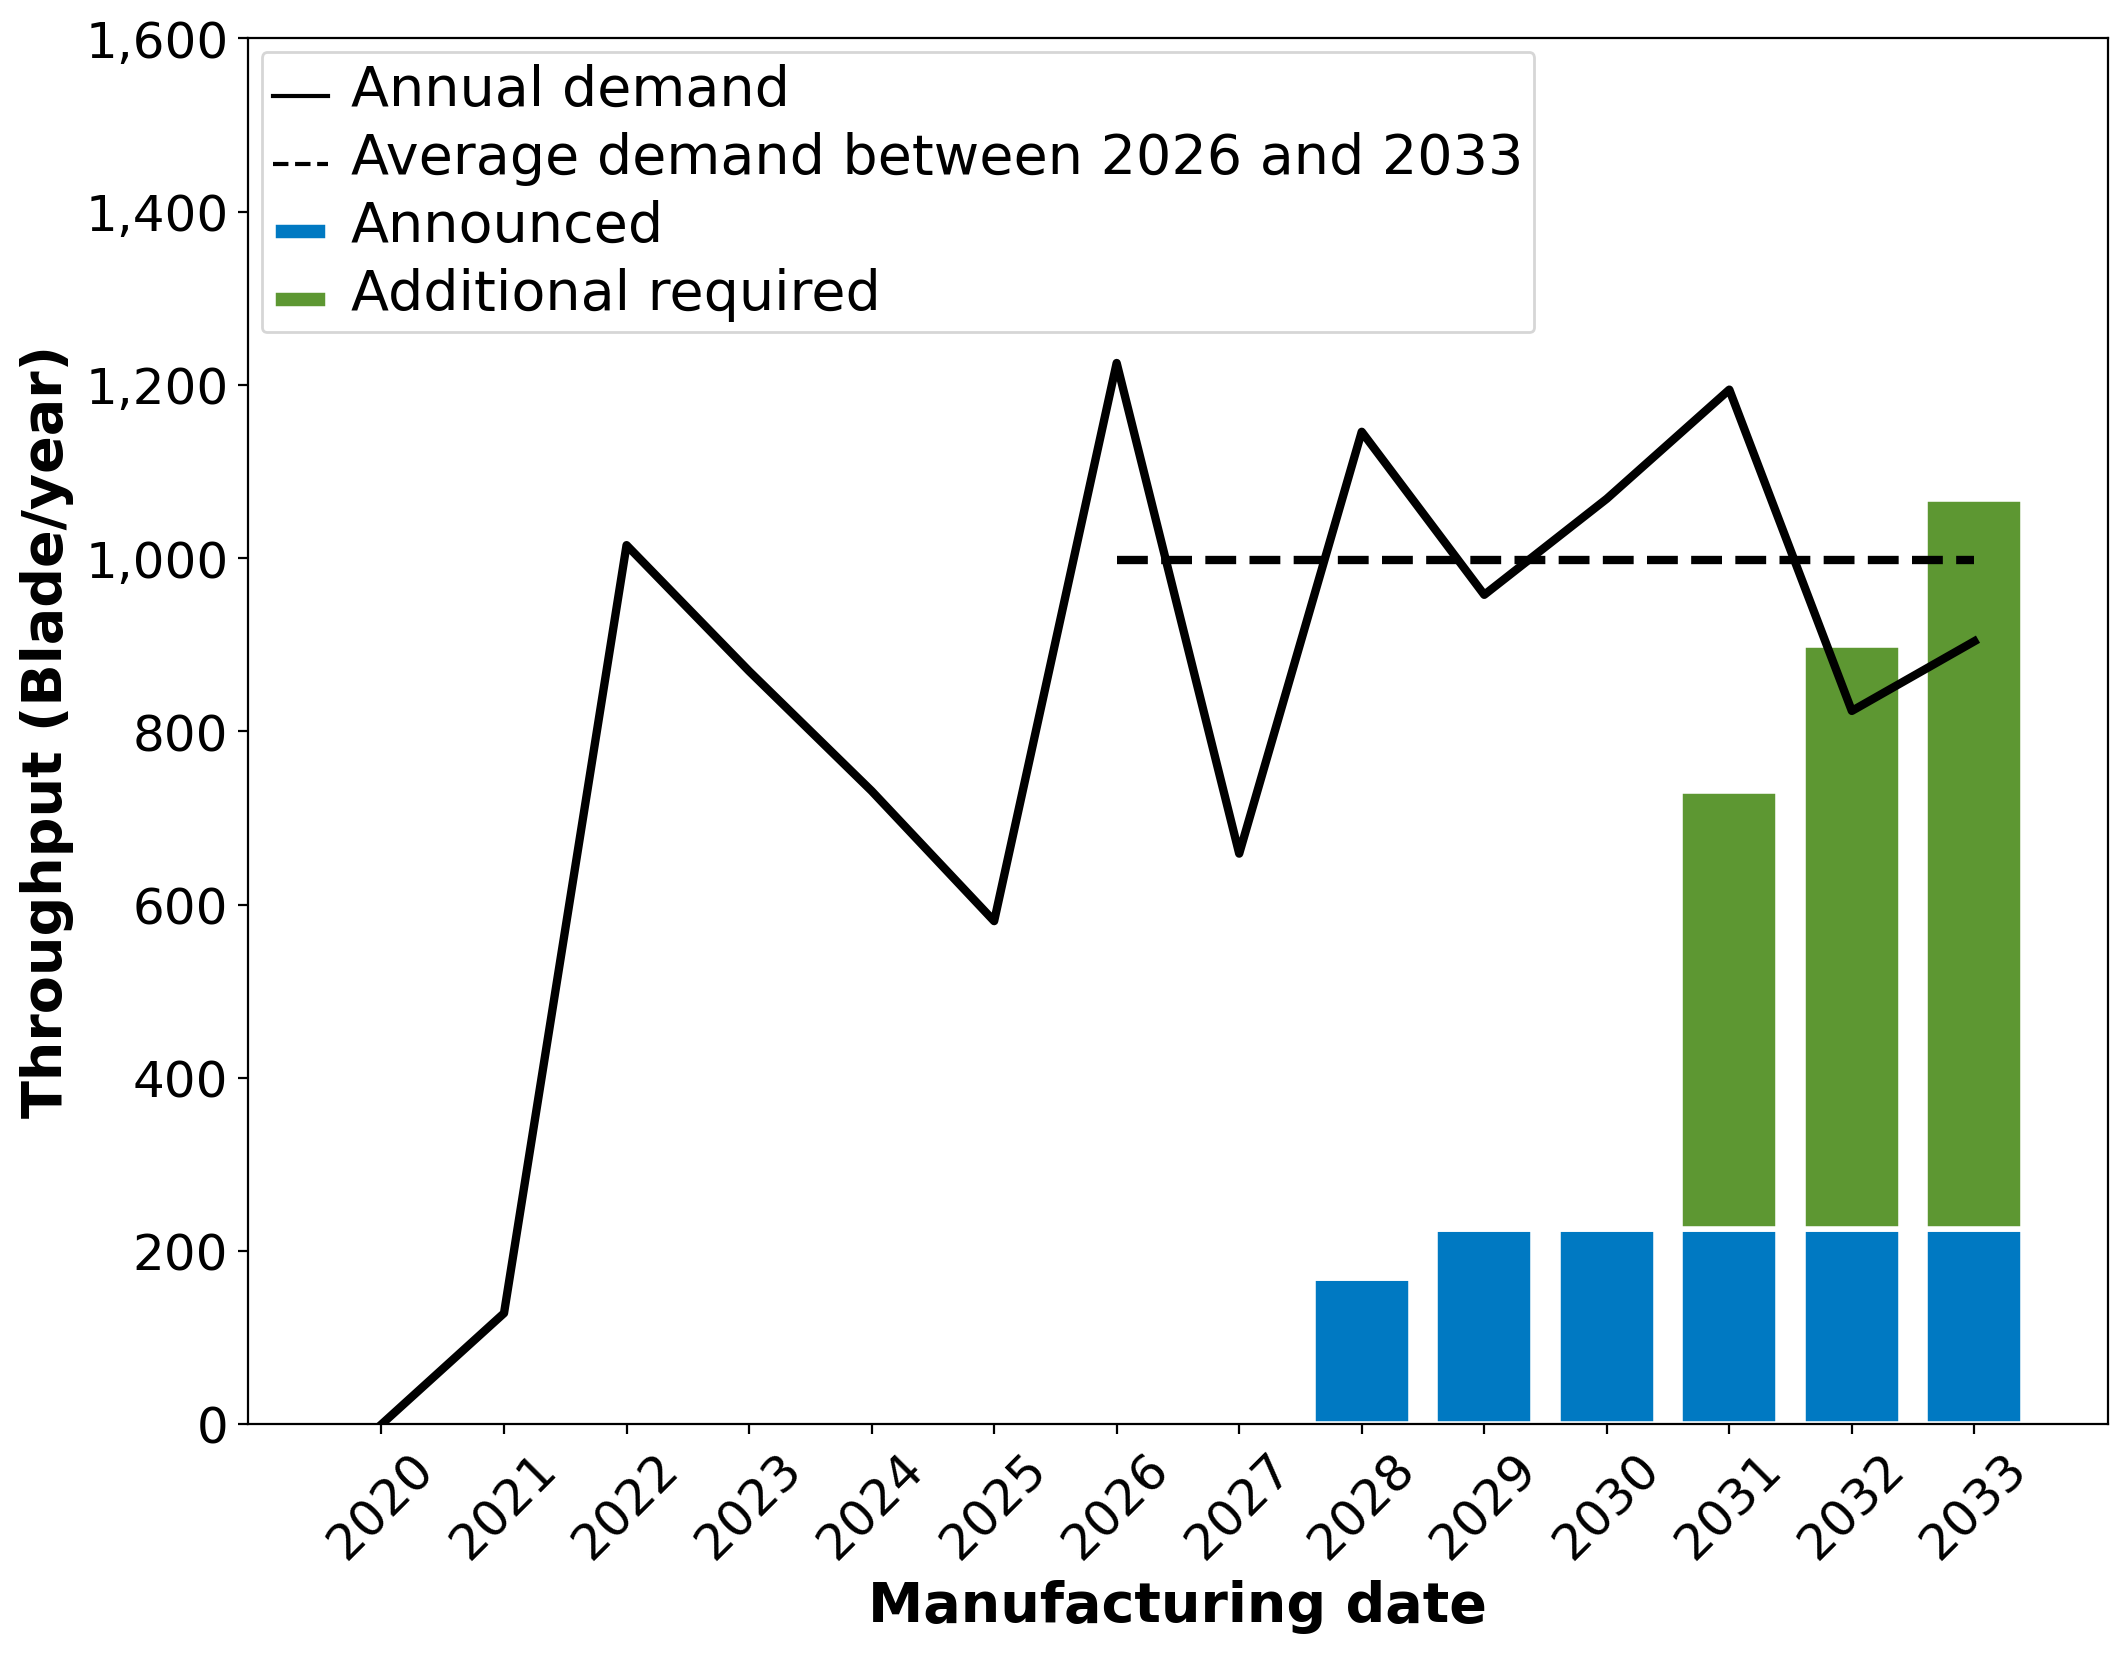 Annual demand
Average demand between 2026 and 2033
Announced
Additional required
Throughput (Blade/year)
1,600
1,400
1,200
1,000
800
600
400
200
0
2020 2021 2022 2023 2024 2025 2026 2027 2028 2029 2030 2031 2032 2033
Manufacturing date